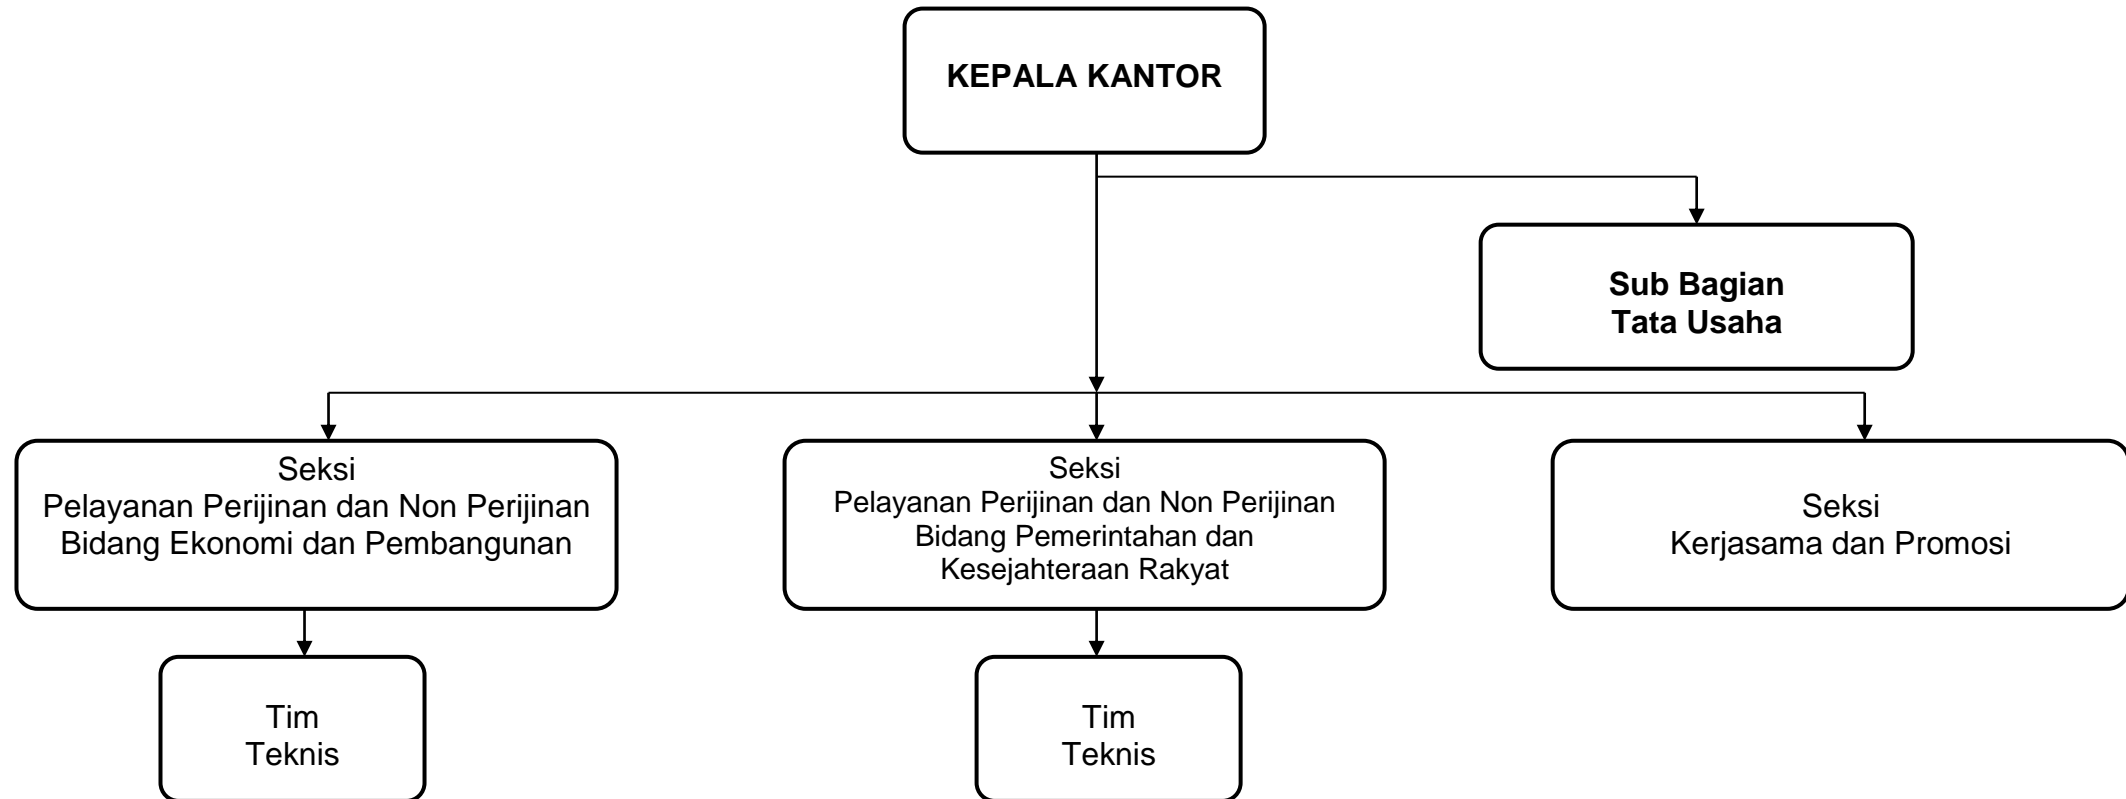 KEPALA KANTOR
Sub Bagian
Tata Usaha
Seksi
Pelayanan Perijinan dan Non Perijinan
Bidang Ekonomi dan Pembangunan
Seksi
Pelayanan Perijinan dan Non Perijinan
Bidang Pemerintahan dan
Kesejahteraan Rakyat
Seksi
Kerjasama dan Promosi
Tim
Teknis
Tim
Teknis